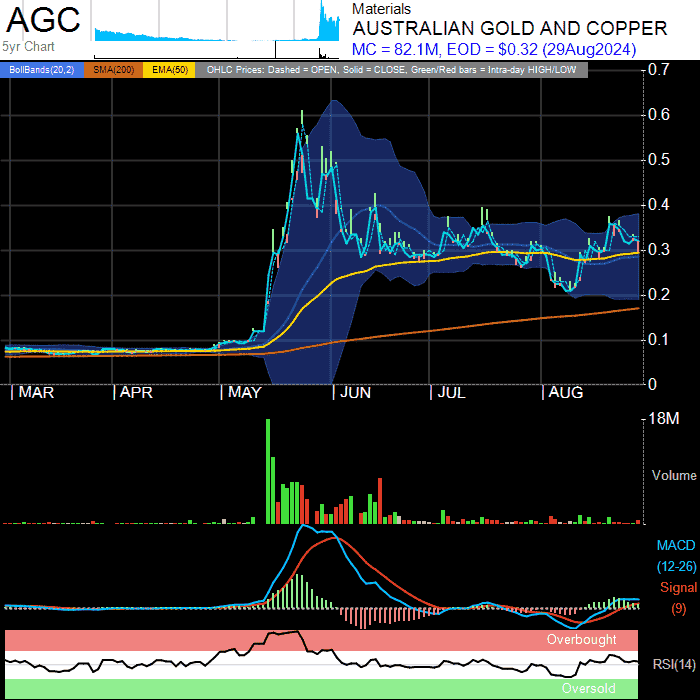 AGC
5yr Chart
Materials
AUSTRALIAN GOLD AND COPPER
MC = 82.1M, EOD = $0.32 (29Aug2024)
BollBands(20,2) SMA(200) EMA(50) OHLC Prices: Dashed = OPEN, Solid = CLOSE, Green/Red bars = Intra-day HIGH/LOW
0.7
0.6
0.5
0.4
0.3
0.2
0.1
0
MAR APR MAY JUN JUL AUG
18M
Volume
MACD
(12-26)
Signal
(9)
Overbought
RSI(14)
Oversold